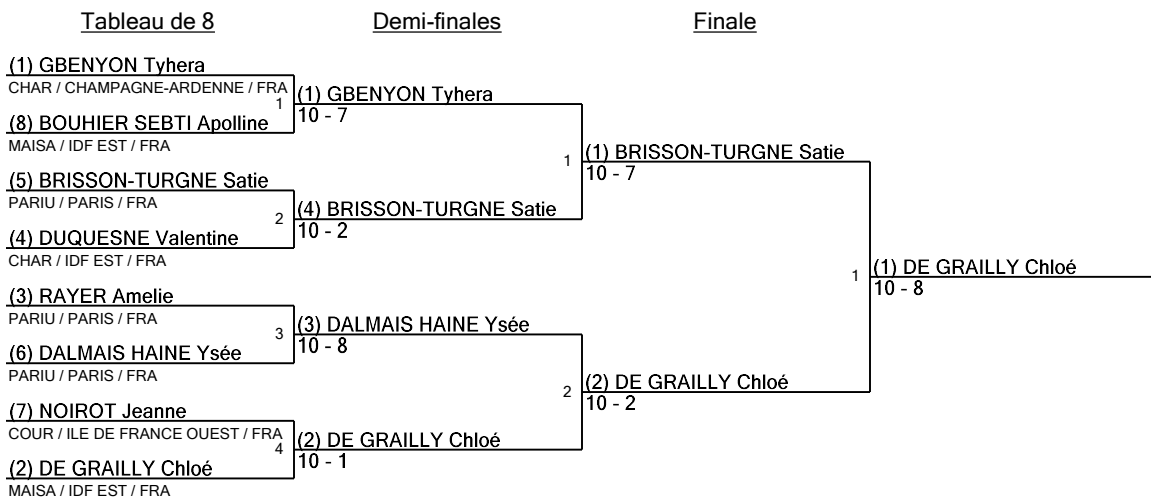 Tableau de 8
Demi-finales
Finale
(1) GBENYON Tyhera
CHAR / CHAMPAGNE-ARDENNE / FRA
1
(8) BOUHIER SEBTI Apolline
MAISA / IDF EST / FRA
(5) BRISSON-TURGNE Satie
PARIU / PARIS / FRA
2
(4) DUQUESNE Valentine
CHAR / IDF EST / FRA
(3) RAYER Amelie
PARIU / PARIS / FRA
3
(6) DALMAIS HAINE Ysée
PARIU / PARIS / FRA
(7) NOIROT Jeanne
COUR / ILE DE FRANCE OUEST / FRA
4
(2) DE GRAILLY Chloé
MAISA / IDF EST / FRA
(1) GBENYON Tyhera
10 - 7
1
(4) BRISSON-TURGNE Satie
10 - 2
(3) DALMAIS HAINE Ysée
10 - 8
2
(2) DE GRAILLY Chloé
10 - 1
(1) BRISSON-TURGNE Satie
10 - 7
1
(2) DE GRAILLY Chloé
10 - 2
(1) DE GRAILLY Chloé
10 - 8